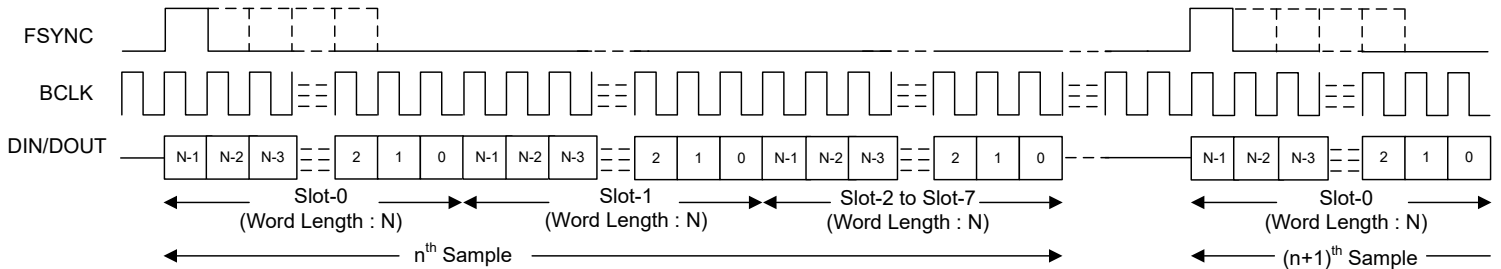 FSYNC
BCLK
DIN/DOUT
N-1 N-2 N-3 2 1 0 N-1 N-2 N-3 2 1 0 N-1 N-2 N-3 2 1 0 N-1 N-2 N-3 2 1 0
Slot-0 Slot-1 Slot-2 to Slot-7 Slot-0
(Word Length : N) (Word Length : N) (Word Length : N) (Word Length : N)
nth Sample (n+1)th Sample